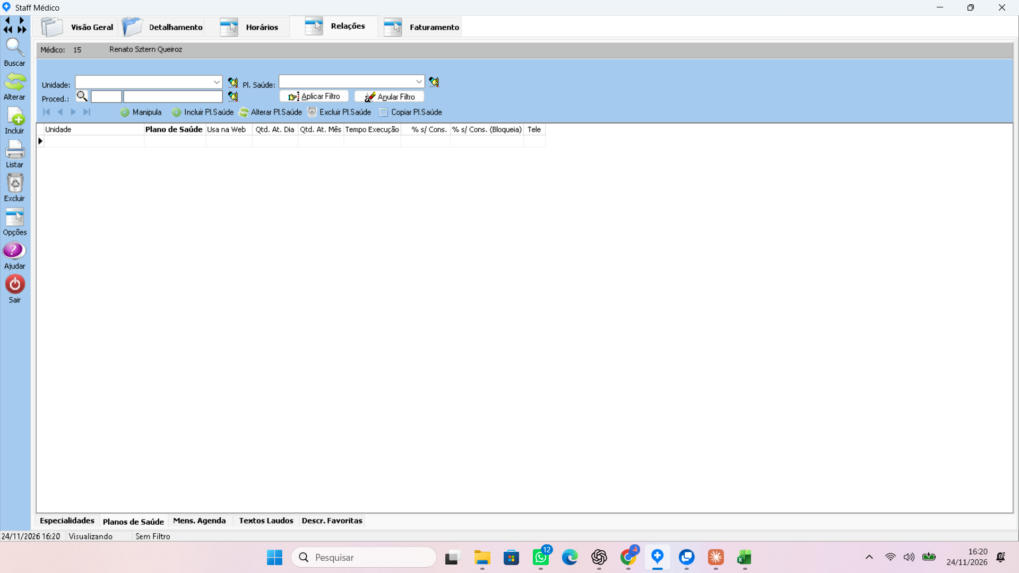 Staff Médico
Visão Geral Detalhamento Horários Relações Faturamento
Médico: 15 Renato Sztern Queiroz
Buscar
Unidade: Pl. Saúde:
Alterar
Proced.: Aplicar Filtro Anular Filtro
Manipula Incluir Pl.Saúde Alterar Pl.Saúde Excluir Pl.Saúde Copiar Pl.Saúde
Incluir
Unidade Plano de Saúde Usa na Web Qtd. At. Dia Qtd. At. Mês Tempo Execução % s/ Cons. % s/ Cons. (Bloqueia) Tele
Listar
Excluir
Opções
Ajudar
Sair
Especialidades Planos de Saúde Mens. Agenda Textos Laudos Descr. Favoritas
24/11/2026 16:20 Visualizando Sem Filtro
Pesquisar
12
4
16:20
24/11/2026